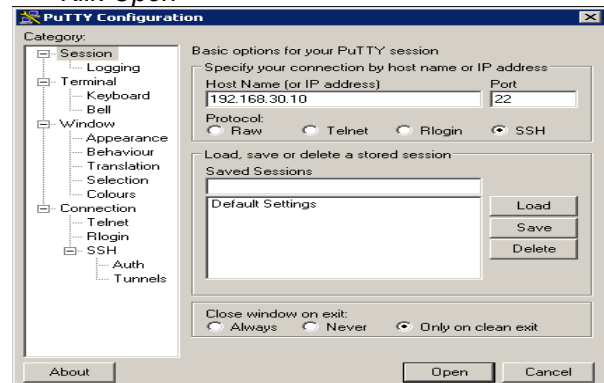 Klik Open
PuTTY Configuration
Category:
Session
Logging
Terminal
Keyboard
Bell
Window
Appearance
Behaviour
Translation
Selection
Colours
Connection
Telnet
Rlogin
SSH
Auth
Tunnels
Basic options for your PuTTY session
Specify your connection by host name or IP address
Host Name (or IP address) Port
192.168.30.10 22
Protocol:
Raw Telnet Rlogin SSH
Load, save or delete a stored session
Saved Sessions
Default Settings
Load
Save
Delete
Close window on exit:
Always Never Only on clean exit
About Open Cancel